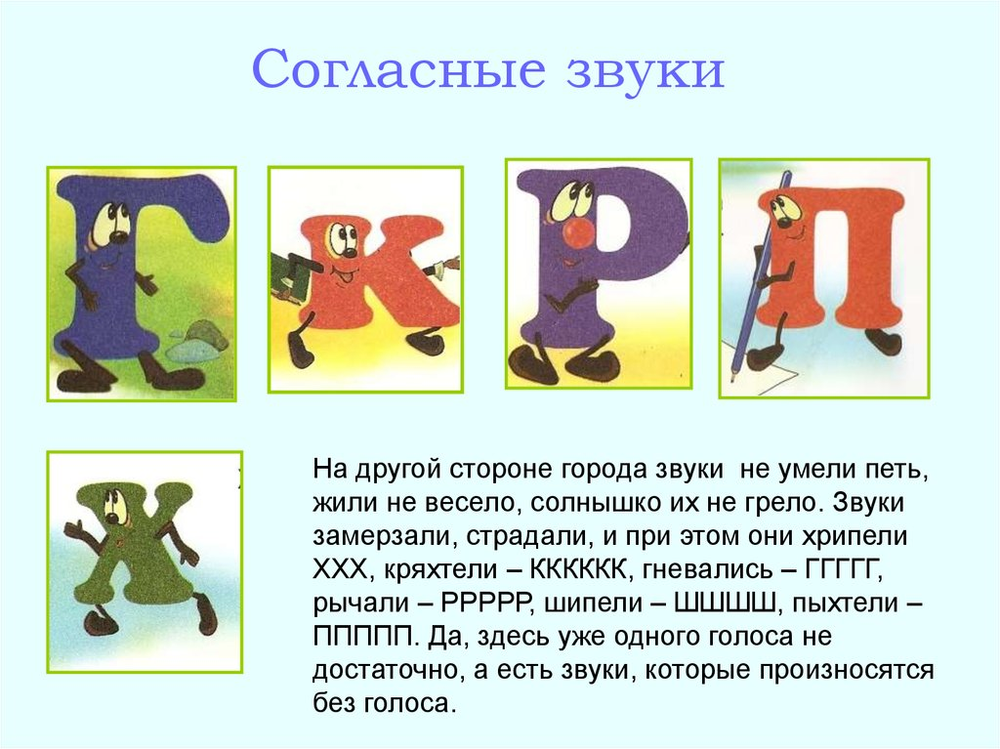 Согласные звуки
Г К Р П
Х
На другой стороне города звуки не умели петь,
жили не весело, солнышко их не грело. Звуки
замерзали, страдали, и при этом они хрипели
ХХХ, кряхтели – КККККК, гневались – ГГГГГ,
рычали – РРРРР, шипели – ШШШШ, пыхтели –
ППППП. Да, здесь уже одного голоса не
достаточно, а есть звуки, которые произносятся
без голоса.